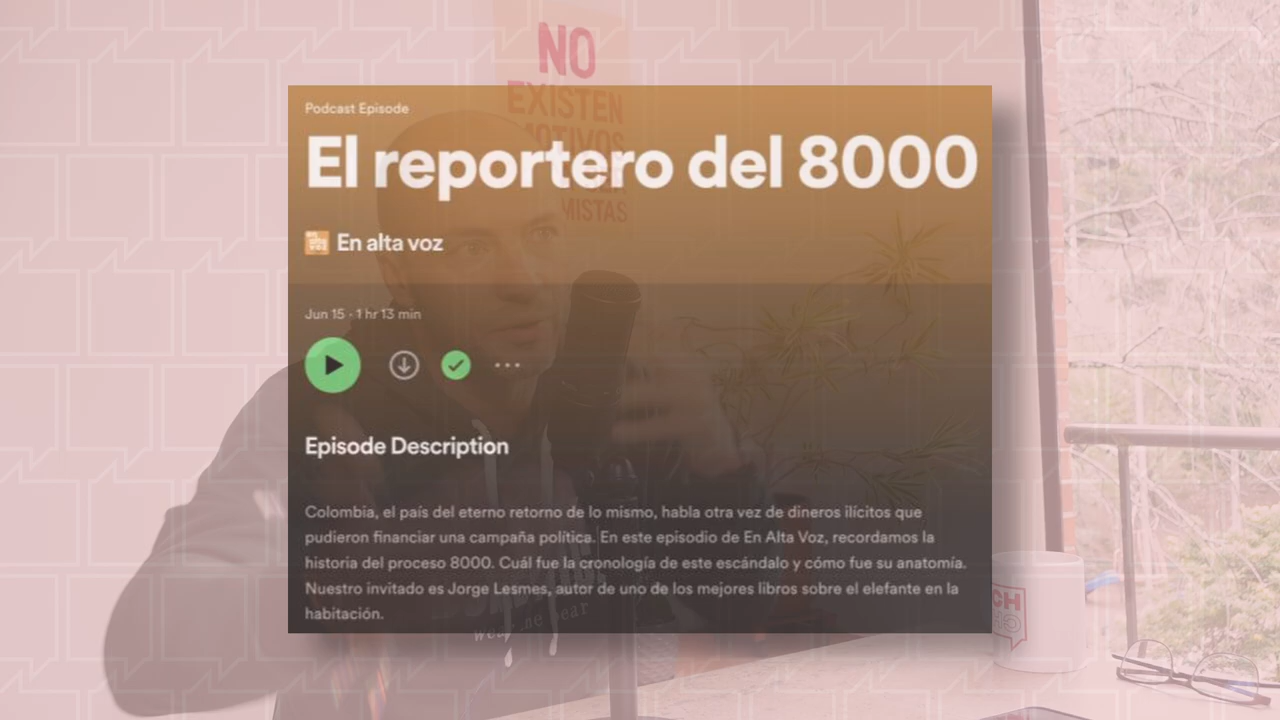 NO
EXISTEN
MOTIVOS
MISTAS
Podcast Episode
El reportero del 8000
En alta voz
Jun 15 · 1 hr 13 min
Episode Description
Colombia, el país del eterno retorno de lo mismo, habla otra vez de dineros ilícitos que
pudieron financiar una campaña política. En este episodio de En Alta Voz, recordamos la
historia del proceso 8000. Cuál fue la cronología de este escándalo y cómo fue su anatomía.
Nuestro invitado es Jorge Lesmes, autor de uno de los mejores libros sobre el elefante en la
habitación.
CH